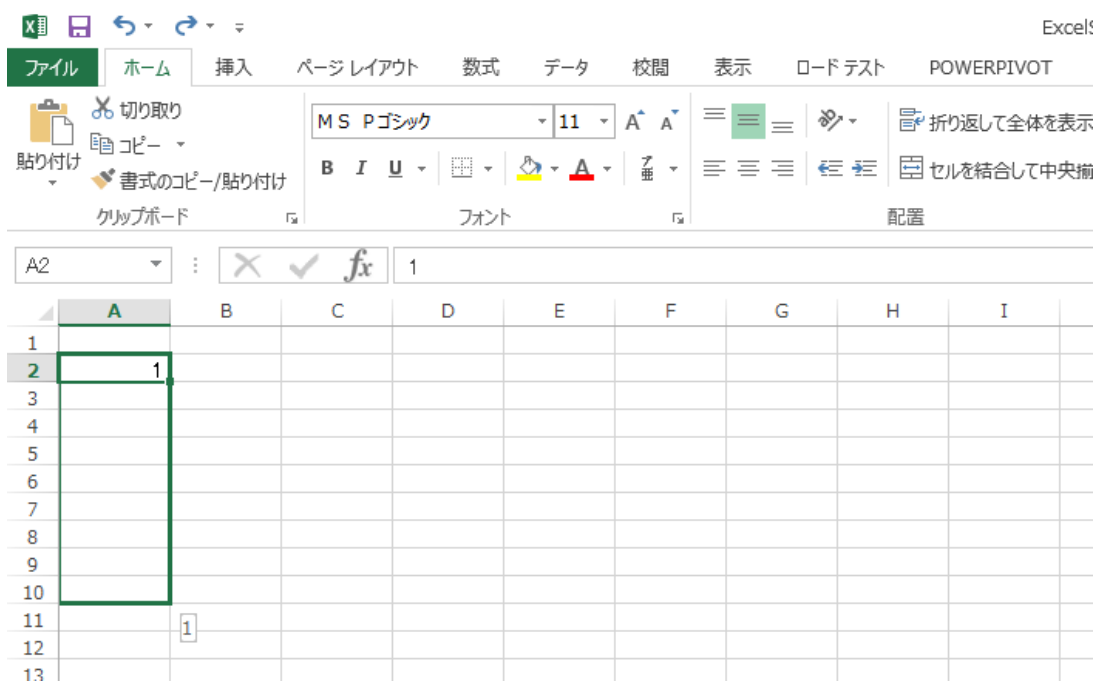 ExcelS
ファイル ホーム 挿入 ページ レイアウト 数式 データ 校閲 表示 ロード テスト POWERPIVOT
切り取り
コピー
書式のコピー/貼り付け
貼り付け
クリップボード
ＭＳ Ｐゴシック 11 A A
B I U A ア 亜
フォント
折り返して全体を表示
セルを結合して中央揃
配置
A2 fx 1
A B C D E F G H I
1
2 1
3
4
5
6
7
8
9
10
11 1
12
13